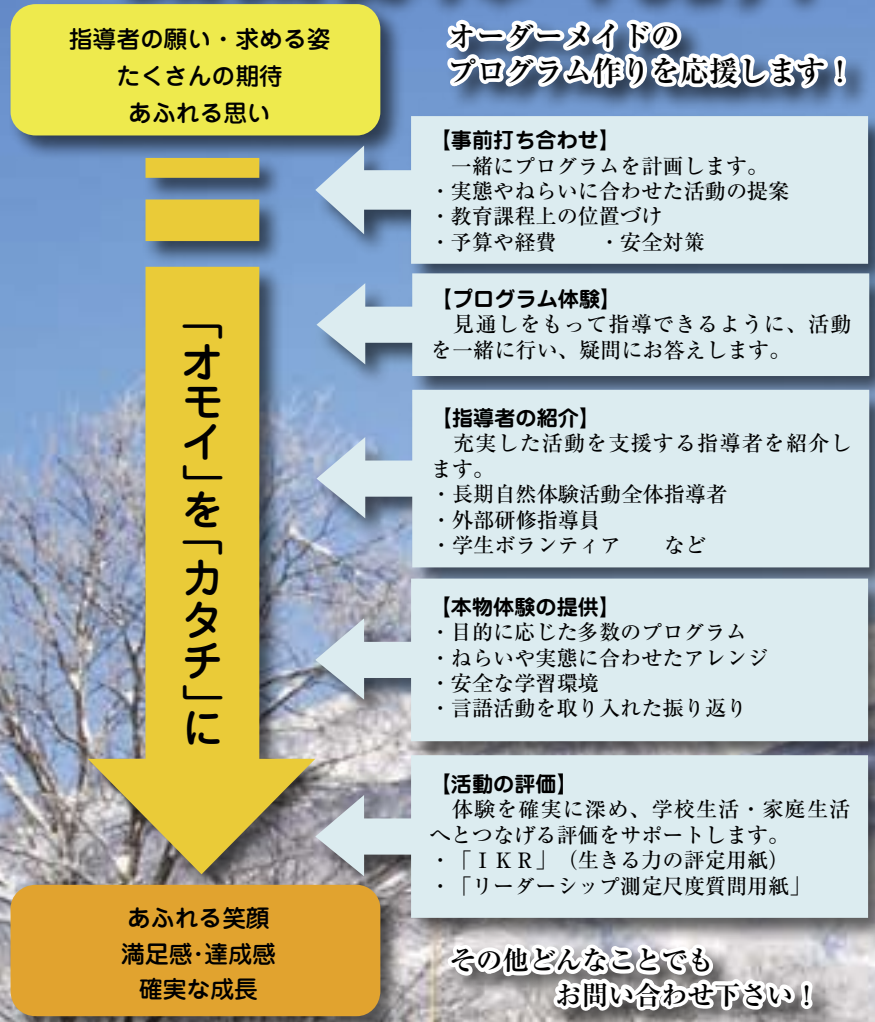 指導者の願い・求める姿
たくさんの期待
あふれる思い
オーダーメイドの
プログラム作りを応援します！
【事前打ち合わせ】
一緒にプログラムを計画します。
・実態やねらいに合わせた活動の提案
・教育課程上の位置づけ
・予算や経費　　・安全対策
【プログラム体験】
見通しをもって指導できるように、活動
を一緒に行い、疑問にお答えします。
「オモイ」を「カタチ」に
【指導者の紹介】
充実した活動を支援する指導者を紹介し
ます。
・長期自然体験活動全体指導者
・外部研修指導員
・学生ボランティア　　など
【本物体験の提供】
・目的に応じた多数のプログラム
・ねらいや実態に合わせたアレンジ
・安全な学習環境
・言語活動を取り入れた振り返り
【活動の評価】
体験を確実に深め、学校生活・家庭生活
へとつなげる評価をサポートします。
・「ＩＫＲ」（生きる力の評定用紙）
・「リーダーシップ測定尺度質問用紙」
あふれる笑顔
満足感・達成感
確実な成長
その他どんなことでも
お問い合わせ下さい！